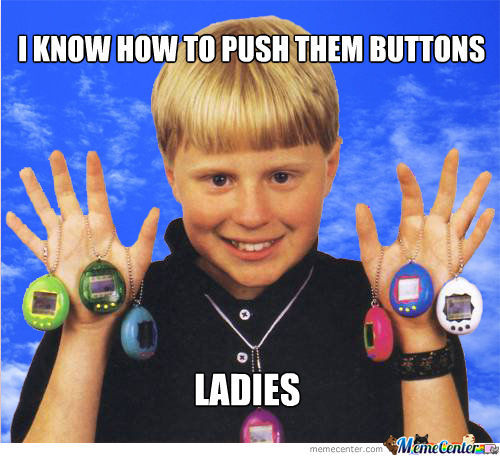 I KNOW HOW TO PUSH THEM BUTTONS
LADIES
memecenter.com MemeCenter